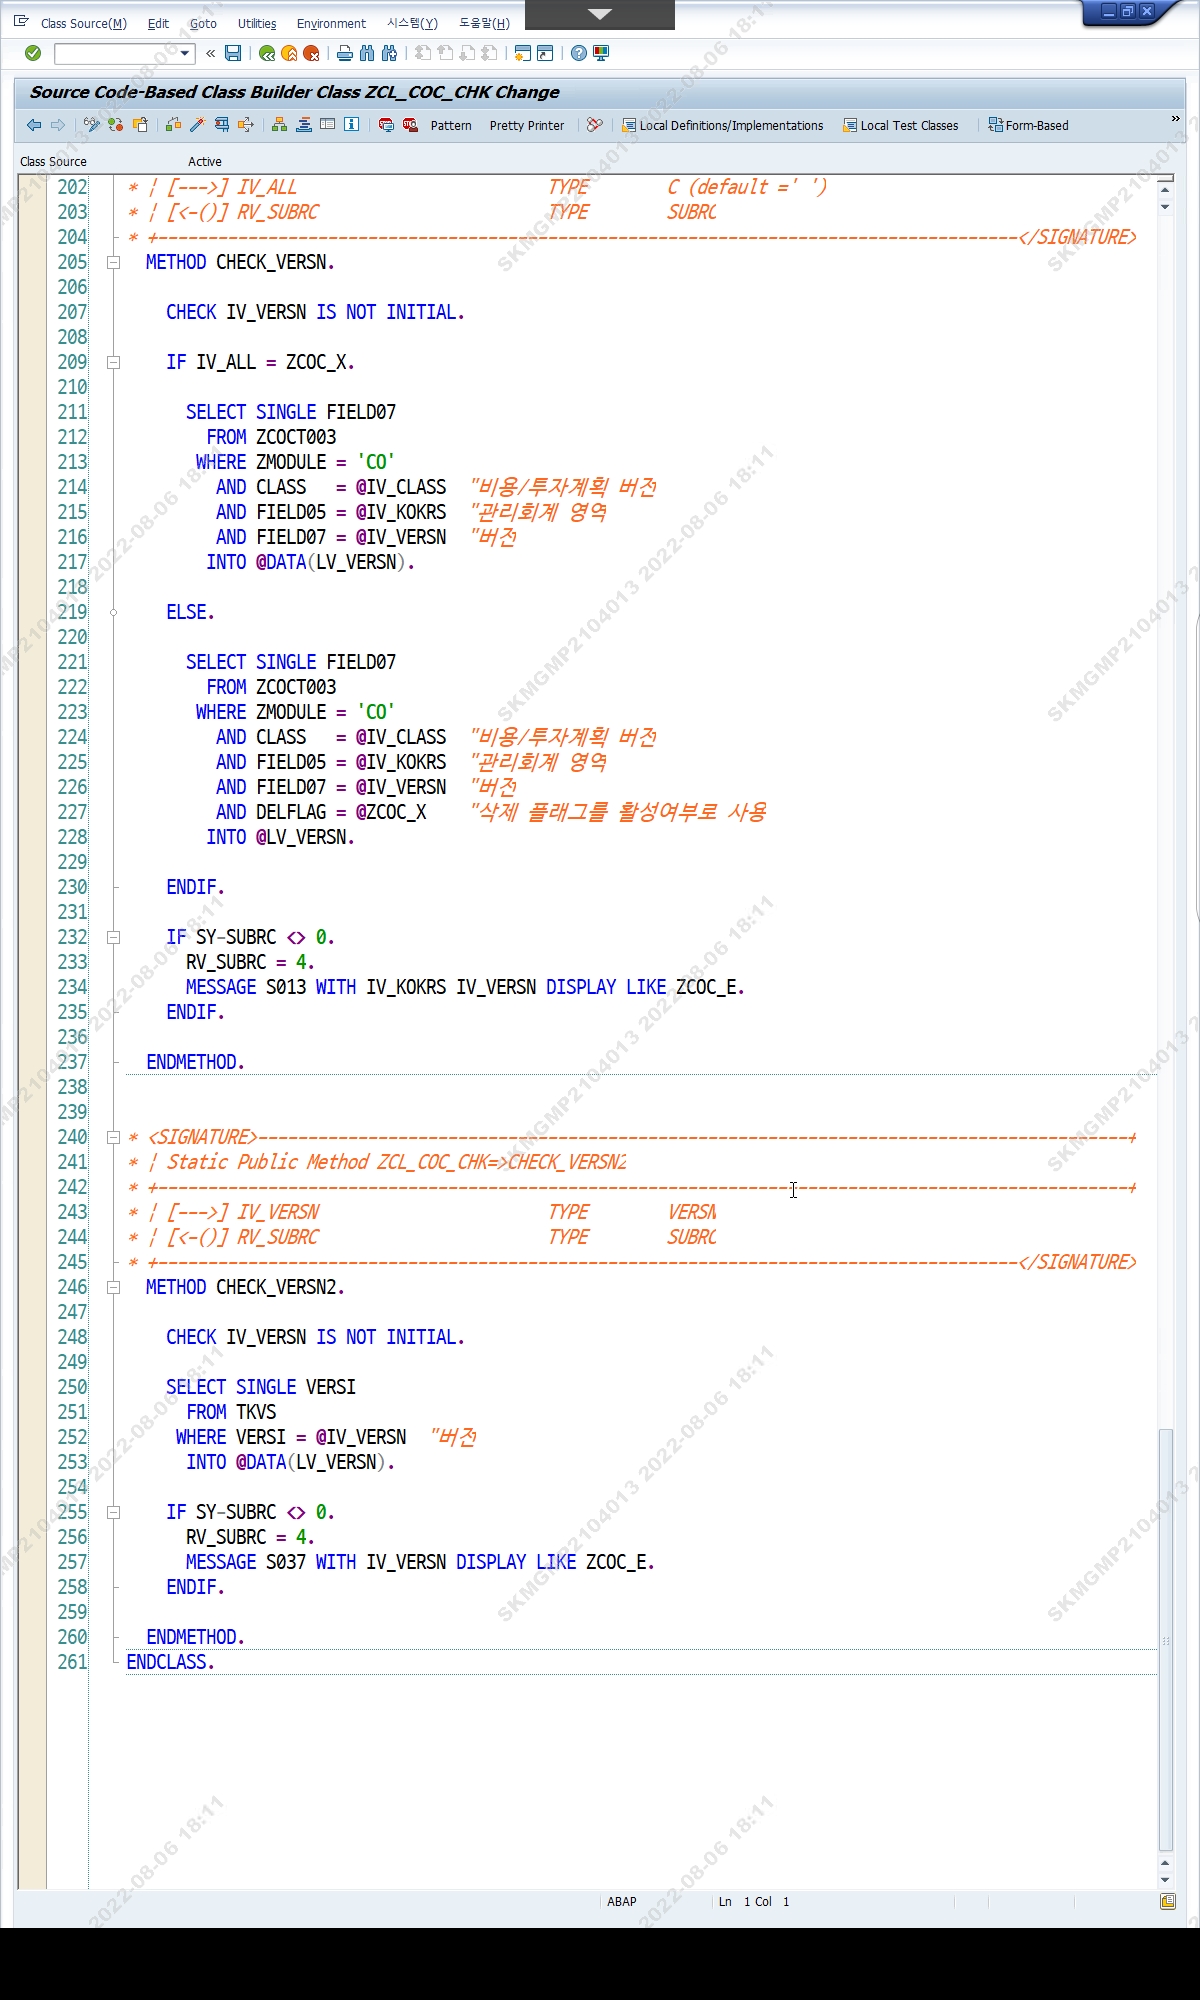 Class Source(M) Edit Goto Utilities Environment 시스템(Y) 도움말(H)
Source Code-Based Class Builder Class ZCL_COC_CHK Change
Pattern Pretty Printer Local Definitions/Implementations Local Test Classes Form-Based »
Class Source Active
202 * ¦ [--->] IV_ALL TYPE C (default =' ')
203 * ¦ [<-()] RV_SUBRC TYPE SUBRC
204 * +--------------------------------------------------------------------------------------</SIGNATURE>
205 METHOD CHECK_VERSN.
206
207 CHECK IV_VERSN IS NOT INITIAL.
208
209 IF IV_ALL = ZCOC_X.
210
211 SELECT SINGLE FIELD07
212 FROM ZCOCT003
213 WHERE ZMODULE = 'CO'
214 AND CLASS = @IV_CLASS "비용/투자계획 버전
215 AND FIELD05 = @IV_KOKRS "관리회계 영역
216 AND FIELD07 = @IV_VERSN "버전
217 INTO @DATA(LV_VERSN).
218
219 ELSE.
220
221 SELECT SINGLE FIELD07
222 FROM ZCOCT003
223 WHERE ZMODULE = 'CO'
224 AND CLASS = @IV_CLASS "비용/투자계획 버전
225 AND FIELD05 = @IV_KOKRS "관리회계 영역
226 AND FIELD07 = @IV_VERSN "버전
227 AND DELFLAG = @ZCOC_X "삭제 플래그를 활성여부로 사용
228 INTO @LV_VERSN.
229
230 ENDIF.
231
232 IF SY-SUBRC <> 0.
233 RV_SUBRC = 4.
234 MESSAGE S013 WITH IV_KOKRS IV_VERSN DISPLAY LIKE ZCOC_E.
235 ENDIF.
236
237 ENDMETHOD.
238
239
240 * <SIGNATURE>---------------------------------------------------------------------------------------+
241 * ¦ Static Public Method ZCL_COC_CHK=>CHECK_VERSN2
242 * +-------------------------------------------------------------------------------------------------+
243 * ¦ [--->] IV_VERSN TYPE VERSN
244 * ¦ [<-()] RV_SUBRC TYPE SUBRC
245 * +--------------------------------------------------------------------------------------</SIGNATURE>
246 METHOD CHECK_VERSN2.
247
248 CHECK IV_VERSN IS NOT INITIAL.
249
250 SELECT SINGLE VERSI
251 FROM TKVS
252 WHERE VERSI = @IV_VERSN "버전
253 INTO @DATA(LV_VERSN).
254
255 IF SY-SUBRC <> 0.
256 RV_SUBRC = 4.
257 MESSAGE S037 WITH IV_VERSN DISPLAY LIKE ZCOC_E.
258 ENDIF.
259
260 ENDMETHOD.
261 ENDCLASS.
ABAP Ln 1 Col 1
SKMGMP2104013 2022-08-06 18:11